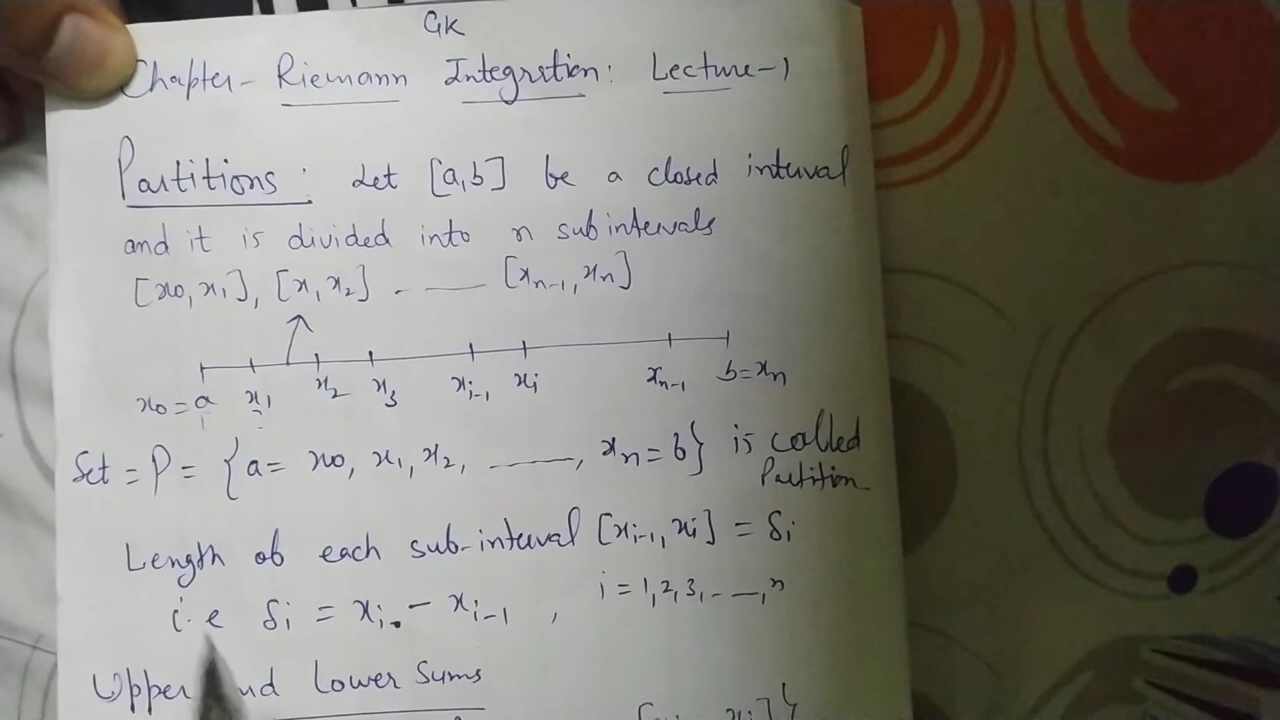 GK
Chapter- Riemann Integration: Lecture-1
Partitions: Let [a,b] be a closed interval
and it is divided into n subintervals
[x0,x1], [x1,x2] - — [xn-1,xn]
x0=a x1 x2 x3 xi-1 xi xn-1 b=xn
Set = P = {a= x0, x1, x2, ——, xn=b} is called
Partition
Length of each sub-interval [xi-1, xi] = δi
i.e δi = xi - xi-1 , i = 1,2,3,- —,n
Upper and Lower Sums
xi]}